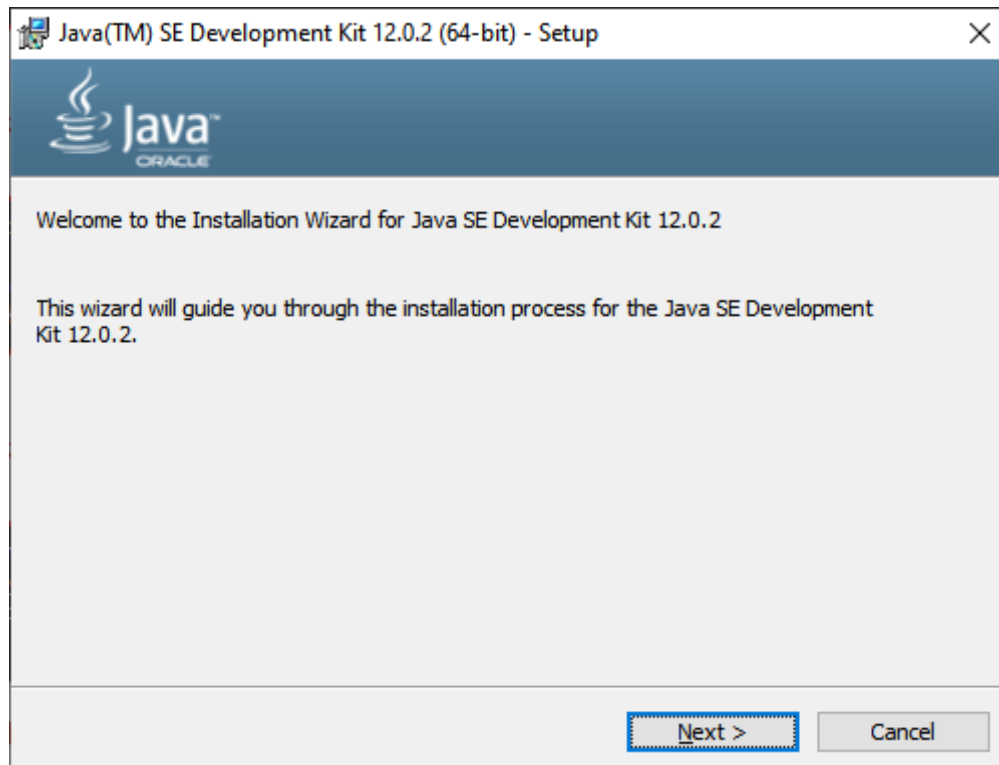 Java(TM) SE Development Kit 12.0.2 (64-bit) - Setup
Java™
ORACLE
Welcome to the Installation Wizard for Java SE Development Kit 12.0.2
This wizard will guide you through the installation process for the Java SE Development
Kit 12.0.2.
Next >
Cancel